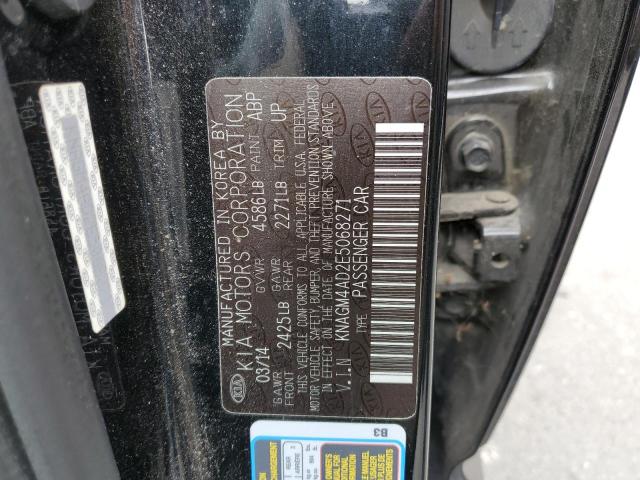 MANUFACTURED IN KOREA BY
KIA MOTORS CORPORATION
03/14 GVWR 4586LB PAINT ABP
GAWR FRONT 2425LB GAWR REAR 2271LB TRIM UP
THIS VEHICLE CONFORMS TO ALL APPLICABLE U.S.A. FEDERAL
MOTOR VEHICLE SAFETY, BUMPER, AND THEFT PREVENTION STANDARDS
IN EFFECT ON THE DATE OF MANUFACTURE SHOWN ABOVE.
V.I.N KNAGM4AD2E5068271
TYPE: PASSENGER CAR
KIA
B3
REAR